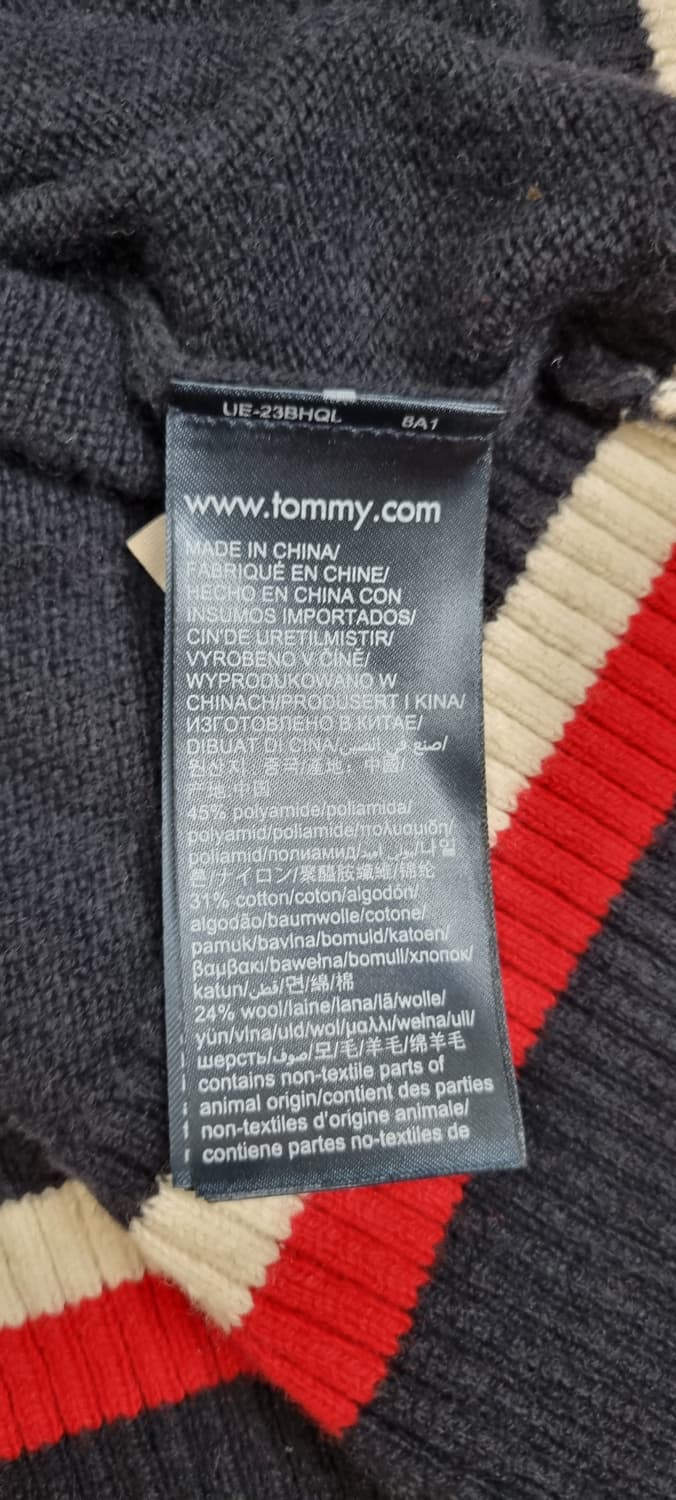 UE-23BHQL 8A1
www.tommy.com
MADE IN CHINA/
FABRIQUÉ EN CHINE/
HECHO EN CHINA CON
INSUMOS IMPORTADOS/
CIN'DE URETILMISTIR/
VYROBENO V ČÍNĚ/
WYPRODUKOWANO W
CHINACH/PRODUSERT I KINA/
ИЗГОТОВЛЕНО В КИТАЕ/
DIBUAT DI CINA/صنع في الصين/
원산지: 중국/產地: 中國/
产地:中国
45% polyamide/poliamida/
polyamid/poliamide/πολυαμιδη/
poliamid/полиамид/بولي أميد/나일
론/ナイロン/聚醯胺纖維/锦纶
31% cotton/coton/algodón/
algodão/baumwolle/cotone/
pamuk/bavlna/bomuld/katoen/
βαμβακι/bawełna/bomull/хлопок/
katun/قطن/면/綿/棉
24% wool/laine/lana/lã/wolle/
yün/vlna/uld/wol/μαλλι/wełna/ull/
шерсть/صوف/모/毛/羊毛/绵羊毛
contains non-textile parts of
animal origin/contient des parties
non-textiles d'origine animale/
contiene partes no-textiles de